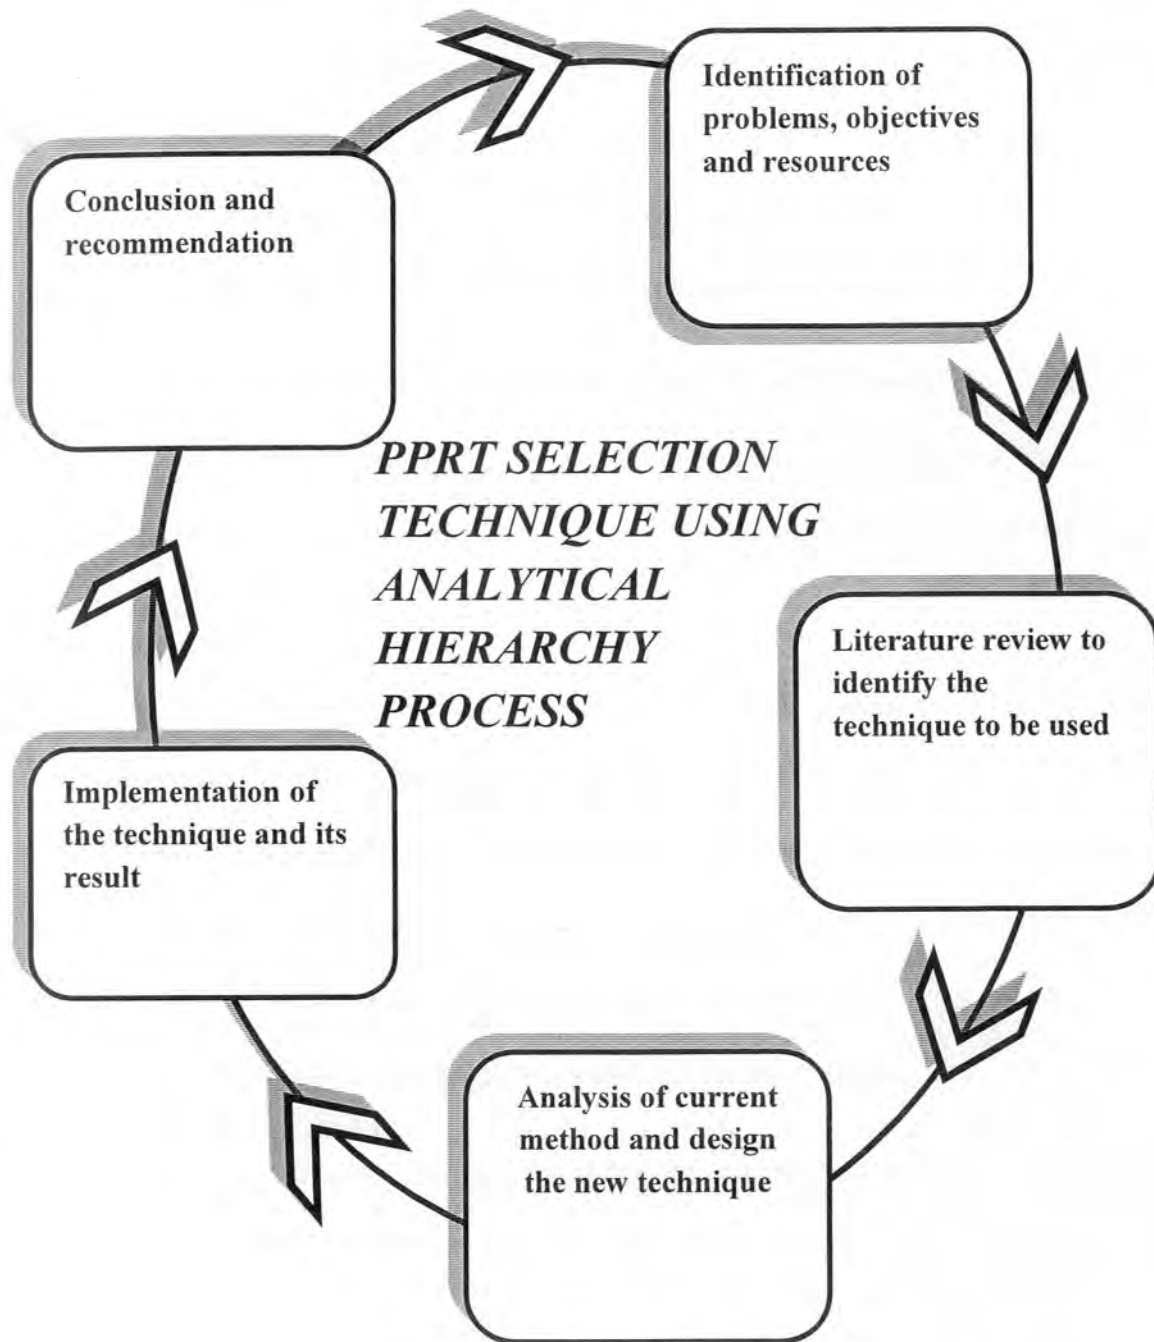 Identification of
problems, objectives
and resources
Conclusion and
recommendation
PPRT SELECTION
TECHNIQUE USING
ANALYTICAL
HIERARCHY
PROCESS
Literature review to
identify the
technique to be used
Implementation of
the technique and its
result
Analysis of current
method and design
the new technique